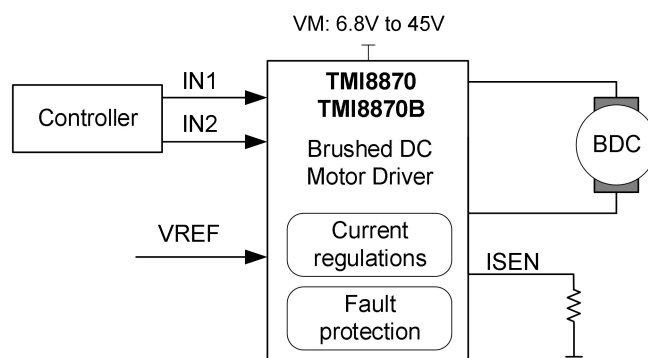 VM: 6.8V to 45V
TMI8870
TMI8870B
IN1
Controller
IN2
Brushed DC
Motor Driver
BDC
VREF
Current
regulations
ISEN
Fault
protection